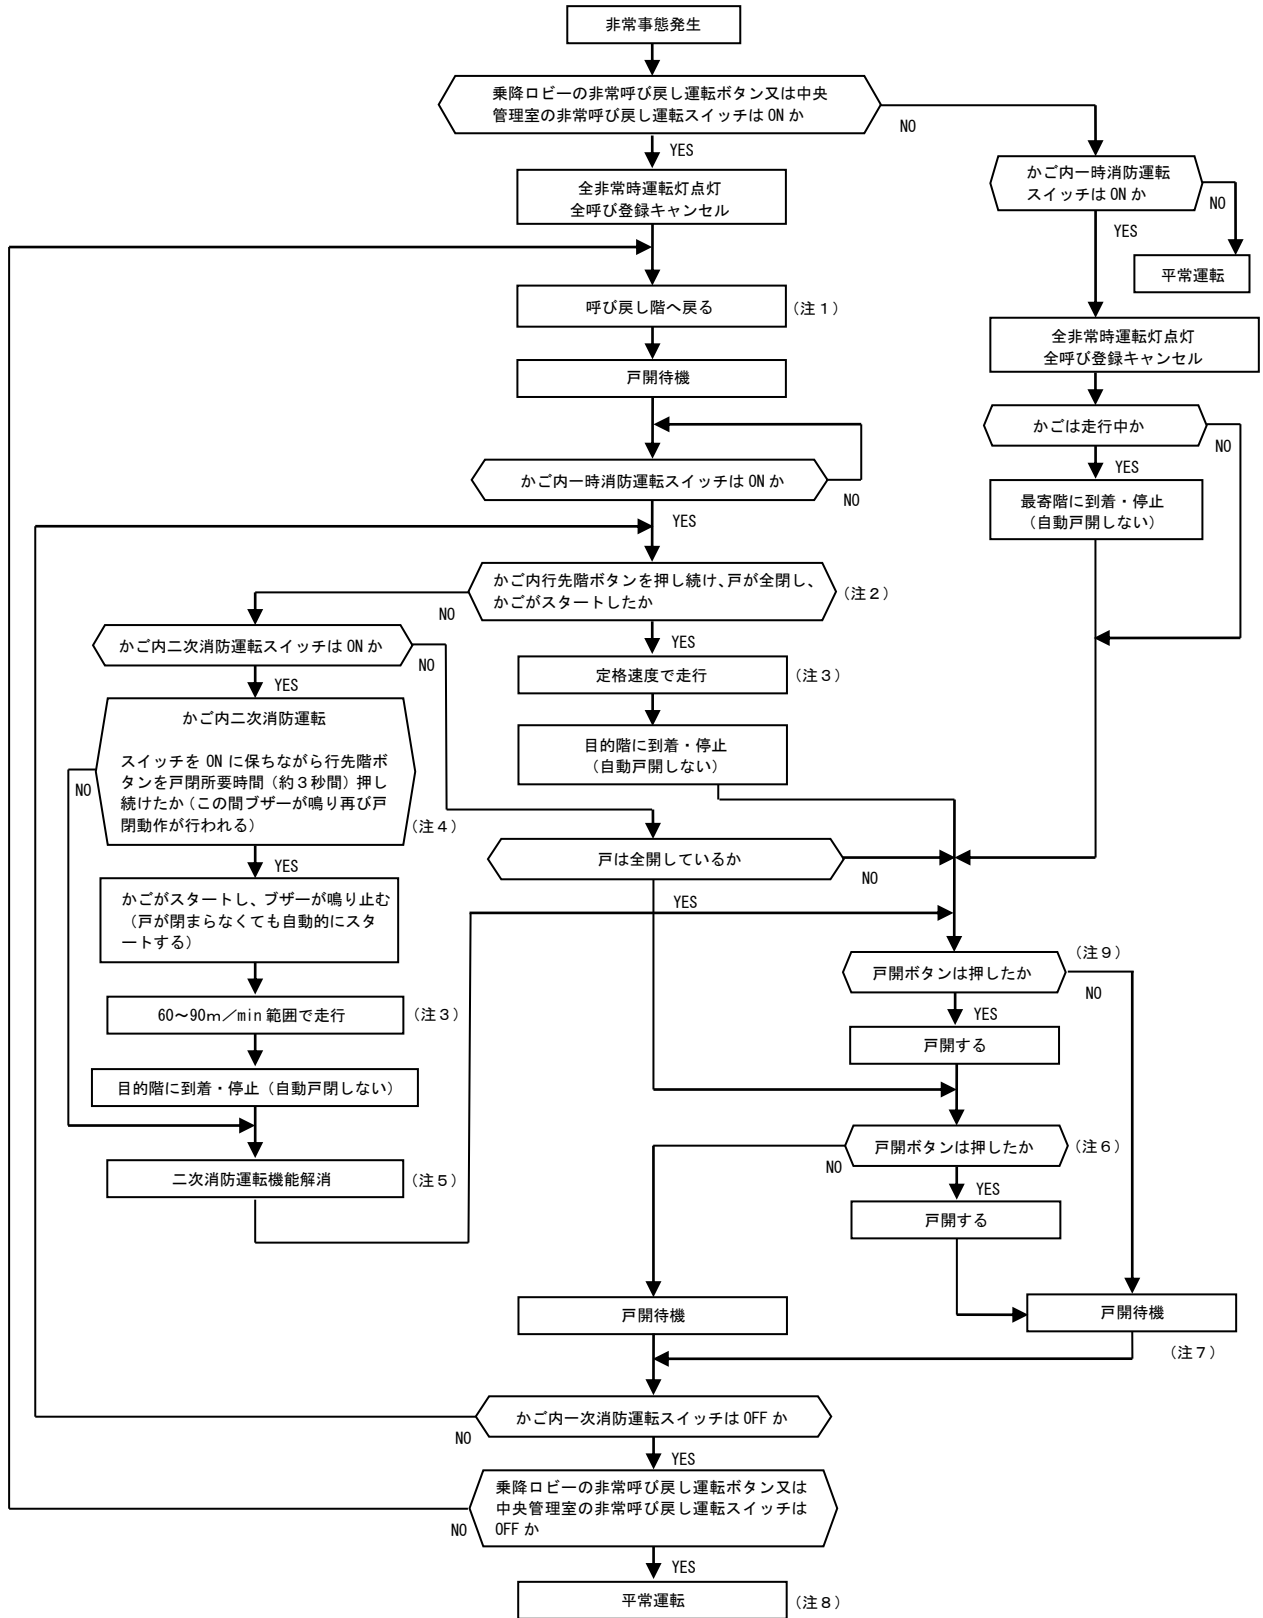 非常事態発生
乗降ロビーの非常呼び戻し運転ボタン又は中央
管理室の非常呼び戻し運転スイッチは ON か
NO
YES
かご内一時消防運転
スイッチは ON か
NO
YES
平常運転
全非常時運転灯点灯
全呼び登録キャンセル
呼び戻し階へ戻る
（注１）
全非常時運転灯点灯
全呼び登録キャンセル
戸開待機
かごは走行中か
NO
YES
かご内一時消防運転スイッチは ON か
NO
YES
最寄階に到着・停止
（自動戸開しない）
かご内行先階ボタンを押し続け、戸が全閉し、
かごがスタートしたか
（注２）
NO
YES
かご内二次消防運転スイッチは ON か
NO
YES
定格速度で走行
（注３）
かご内二次消防運転
スイッチを ON に保ちながら行先階ボ
タンを戸閉所要時間（約３秒間）押し
続けたか（この間ブザーが鳴り再び戸
閉動作が行われる）
NO
（注４）
YES
目的階に到着・停止
（自動戸開しない）
戸は全開しているか
NO
YES
かごがスタートし、ブザーが鳴り止む
（戸が閉まらなくても自動的にスタ
ートする）
戸開ボタンは押したか
（注９）
NO
YES
60～90ｍ／min 範囲で走行
（注３）
戸開する
目的階に到着・停止（自動戸閉しない）
戸開ボタンは押したか
（注６）
NO
YES
二次消防運転機能解消
（注５）
戸開する
戸開待機
戸開待機
（注７）
かご内一次消防運転スイッチは OFF か
NO
YES
乗降ロビーの非常呼び戻し運転ボタン又は
中央管理室の非常呼び戻し運転スイッチは
OFF か
NO
YES
平常運転
（注８）